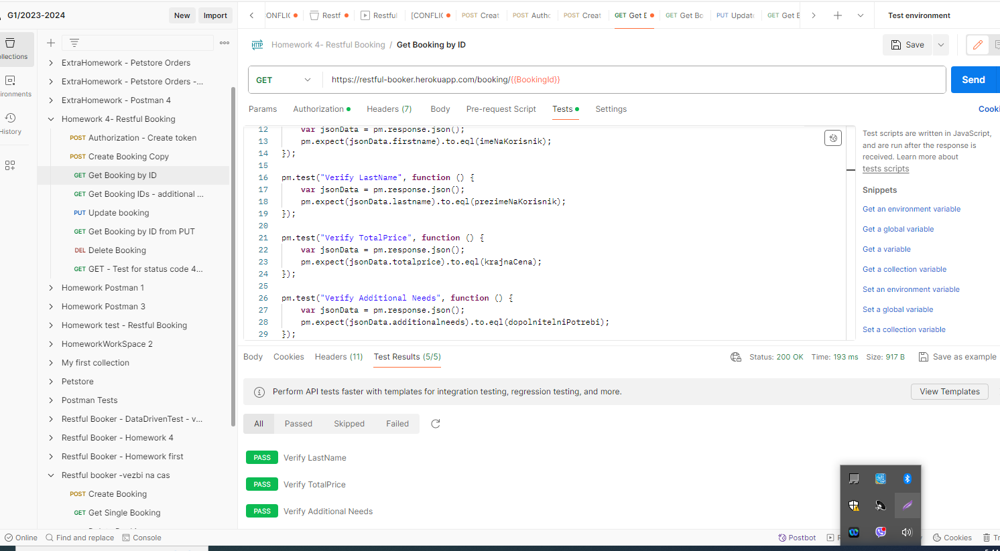 G1/2023-2024
New
Import
Restf
Restful
[CONFLIC
POST Creat
POST
POST Creat
GET Get
GET Get Bo
PUT Updat
GET Get
Test environment
ExtraHomework - Petstore Orders
ExtraHomework - Petstore Orders -...
ExtraHomework - Postman 4
Homework 4- Restful Booking
POST Authorization - Create token
POST Create Booking Copy
GET Get Booking by ID
GET Get Booking IDs - additional ...
PUT Update booking
GET Get Booking by ID from PUT
DEL Delete Booking
GET GET - Test for status code 4...
Homework Postman 1
Homework Postman 3
Homework test - Restful Booking
HomeworkWorkSpace 2
My first collection
Petstore
Postman Tests
Restful Booker - DataDrivenTest - v...
Restful Booker - Homework 4
Restful Booker - Homework first
Restful booker -vezbi na cas
POST Create Booking
GET Get Single Booking
llections
ironments
History
HTTP Homework 4- Restful Booking / Get Booking by ID
Save
GET https://restful-booker.herokuapp.com/booking/{{BookingId}}
Send
Params Authorization Headers (7) Body Pre-request Script Tests Settings
Cooki
12 var jsonData = pm.response.json();
13 pm.expect(jsonData.firstname).to.eql(imeNaKorisnik);
14 });
15
16 pm.test("Verify LastName", function () {
17 var jsonData = pm.response.json();
18 pm.expect(jsonData.lastname).to.eql(prezimeNaKorisnik);
19 });
20
21 pm.test("Verify TotalPrice", function () {
22 var jsonData = pm.response.json();
23 pm.expect(jsonData.totalprice).to.eql(krajnaCena);
24 });
25
26 pm.test("Verify Additional Needs", function () {
27 var jsonData = pm.response.json();
28 pm.expect(jsonData.additionalneeds).to.eql(dopolnitelniPotrebi);
29 });
Test scripts are written in JavaScript,
and are run after the response is
received. Learn more about
tests scripts
Snippets
Get an environment variable
Get a global variable
Get a variable
Get a collection variable
Set an environment variable
Set a global variable
Set a collection variable
Body Cookies Headers (11) Test Results (5/5)
Status: 200 OK Time: 193 ms Size: 917 B Save as example
Perform API tests faster with templates for integration testing, regression testing, and more.
View Templates
All Passed Skipped Failed
PASS Verify LastName
PASS Verify TotalPrice
PASS Verify Additional Needs
Online Find and replace Console
Postbot
Cookies
Tr